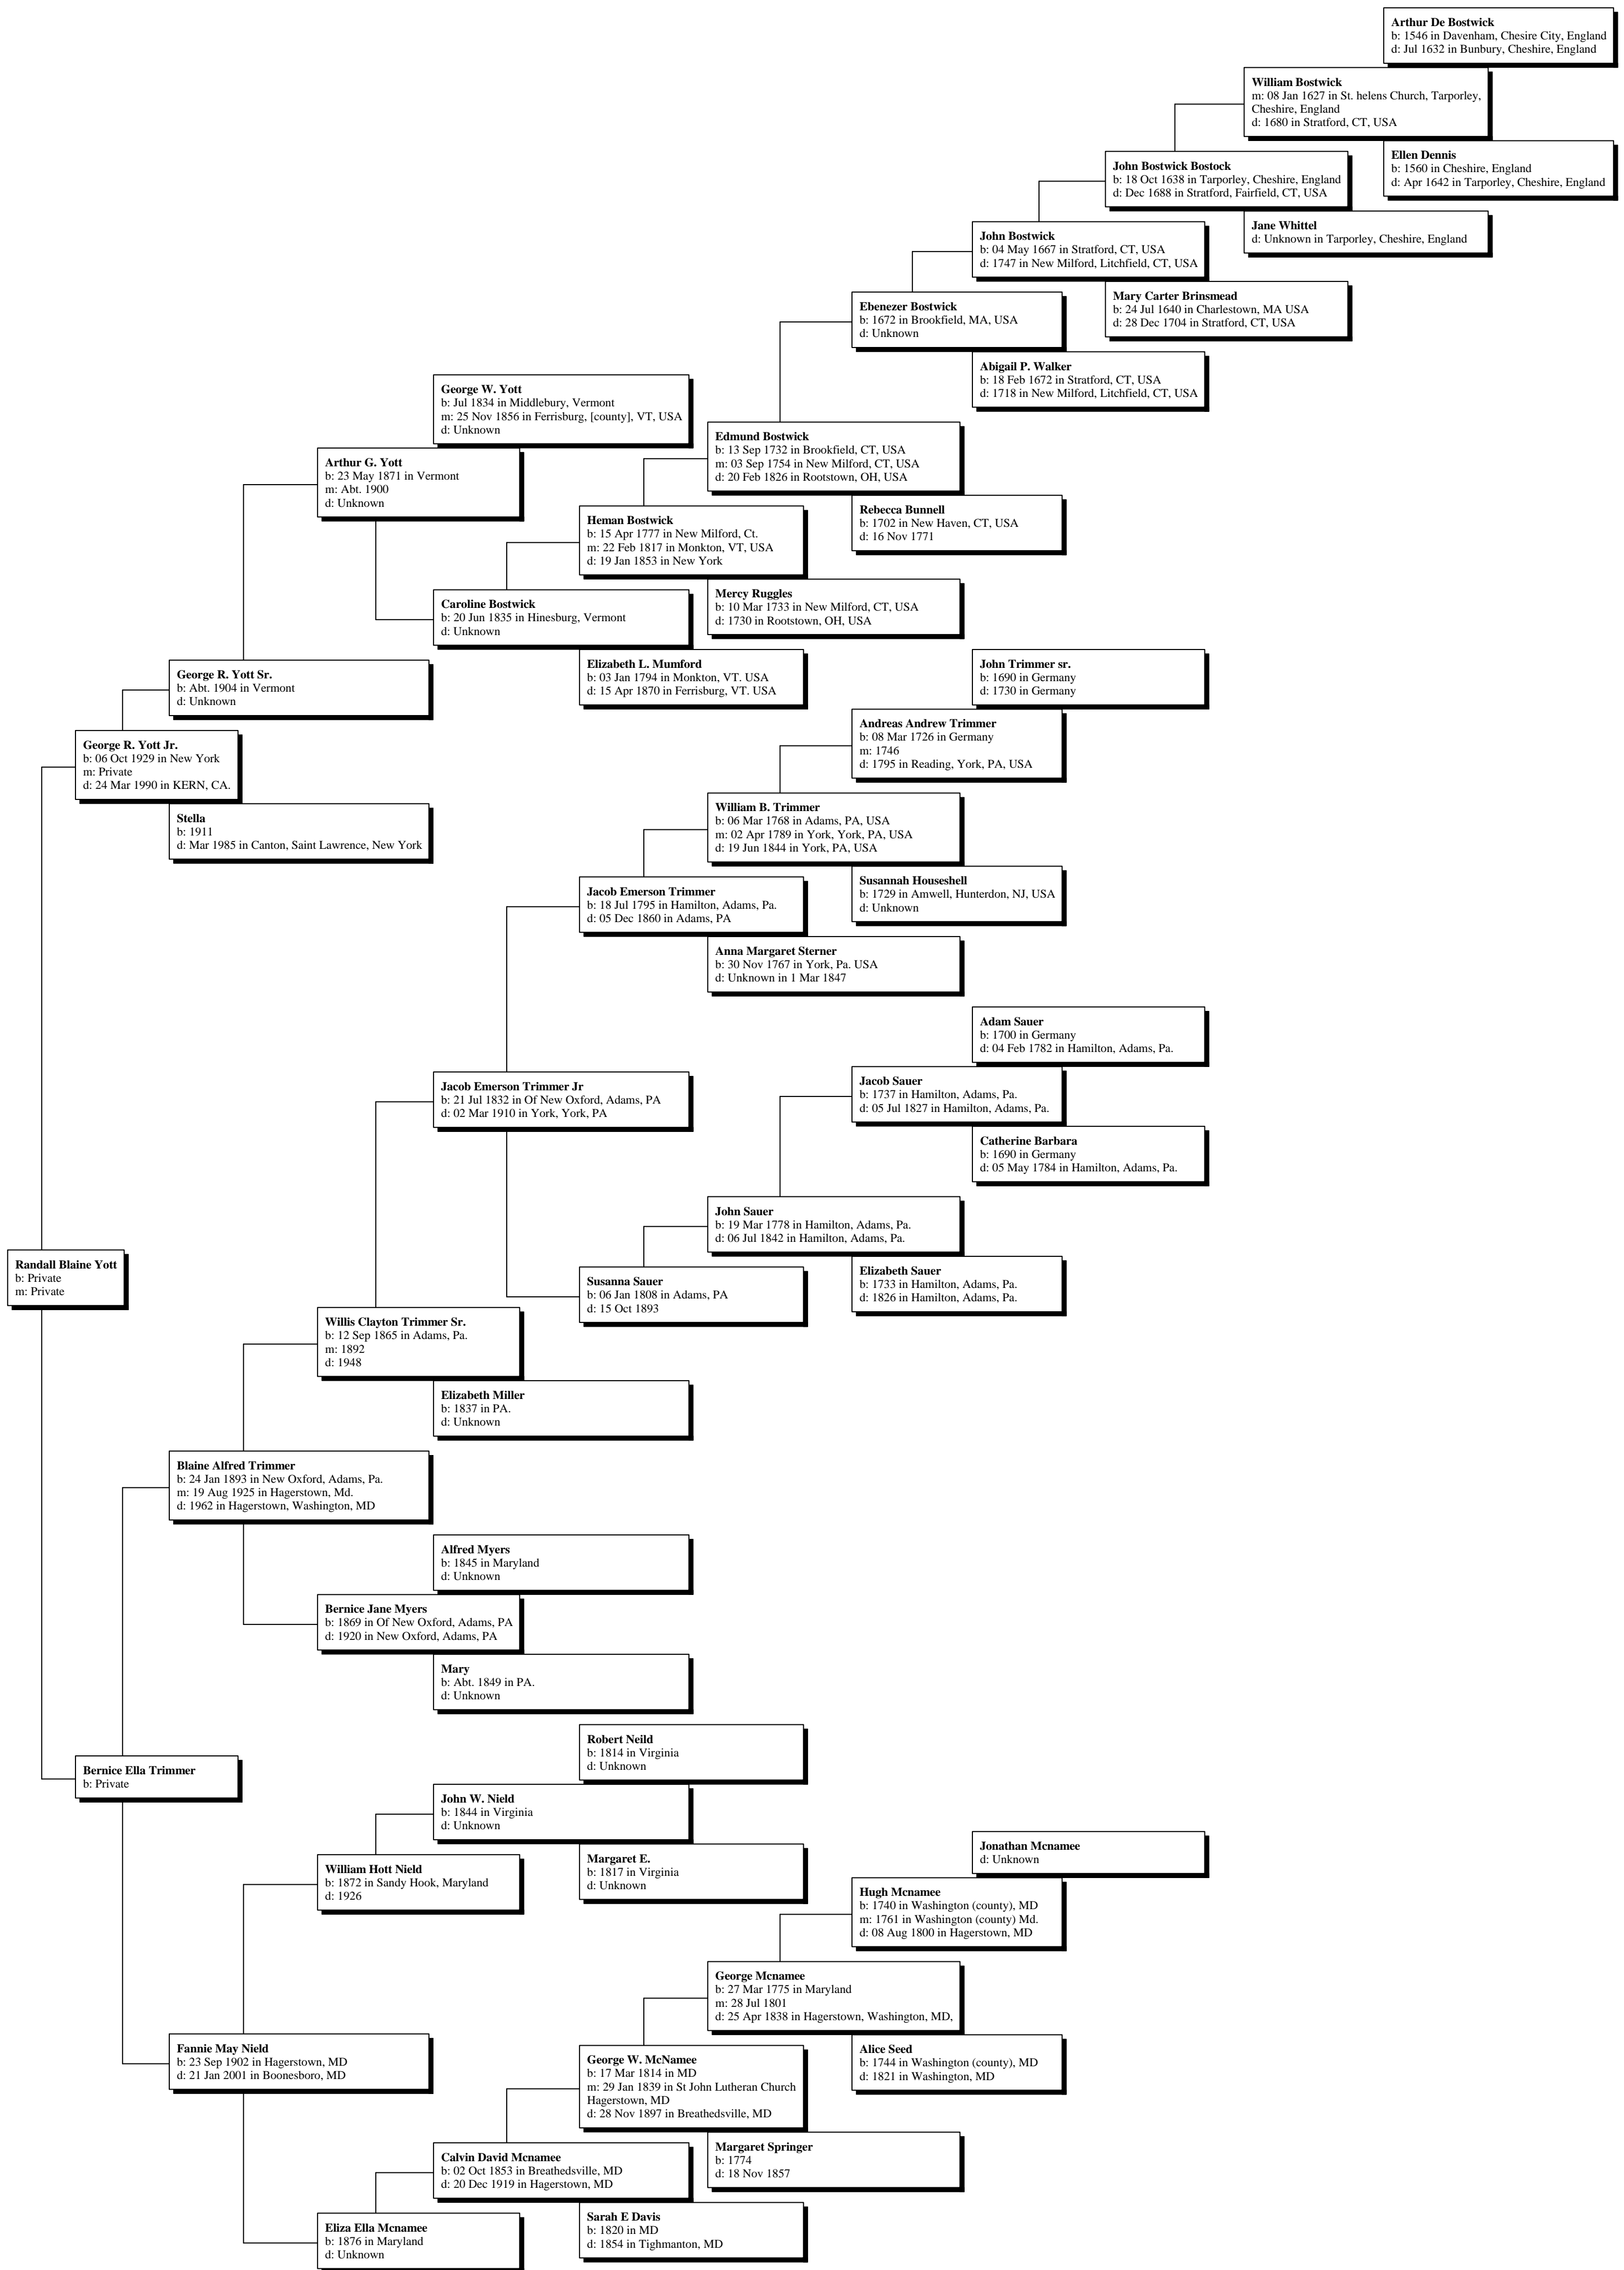 Arthur De Bostwick
b: 1546 in Davenham, Chesire City, England
d: Jul 1632 in Bunbury, Cheshire, England
William Bostwick
m: 08 Jan 1627 in St. helens Church, Tarporley,
Cheshire, England
d: 1680 in Stratford, CT, USA
Ellen Dennis
b: 1560 in Cheshire, England
d: Apr 1642 in Tarporley, Cheshire, England
John Bostwick Bostock
b: 18 Oct 1638 in Tarporley, Cheshire, England
d: Dec 1688 in Stratford, Fairfield, CT, USA
Jane Whittel
d: Unknown in Tarporley, Cheshire, England
John Bostwick
b: 04 May 1667 in Stratford, CT, USA
d: 1747 in New Milford, Litchfield, CT, USA
Mary Carter Brinsmead
b: 24 Jul 1640 in Charlestown, MA USA
d: 28 Dec 1704 in Stratford, CT, USA
Ebenezer Bostwick
b: 1672 in Brookfield, MA, USA
d: Unknown
Abigail P. Walker
b: 18 Feb 1672 in Stratford, CT, USA
d: 1718 in New Milford, Litchfield, CT, USA
George W. Yott
b: Jul 1834 in Middlebury, Vermont
m: 25 Nov 1856 in Ferrisburg, [county], VT, USA
d: Unknown
Edmund Bostwick
b: 13 Sep 1732 in Brookfield, CT, USA
m: 03 Sep 1754 in New Milford, CT, USA
d: 20 Feb 1826 in Rootstown, OH, USA
Arthur G. Yott
b: 23 May 1871 in Vermont
m: Abt. 1900
d: Unknown
Rebecca Bunnell
b: 1702 in New Haven, CT, USA
d: 16 Nov 1771
Heman Bostwick
b: 15 Apr 1777 in New Milford, Ct.
m: 22 Feb 1817 in Monkton, VT, USA
d: 19 Jan 1853 in New York
Mercy Ruggles
b: 10 Mar 1733 in New Milford, CT, USA
d: 1730 in Rootstown, OH, USA
Caroline Bostwick
b: 20 Jun 1835 in Hinesburg, Vermont
d: Unknown
Elizabeth L. Mumford
b: 03 Jan 1794 in Monkton, VT. USA
d: 15 Apr 1870 in Ferrisburg, VT. USA
John Trimmer sr.
b: 1690 in Germany
d: 1730 in Germany
George R. Yott Sr.
b: Abt. 1904 in Vermont
d: Unknown
Andreas Andrew Trimmer
b: 08 Mar 1726 in Germany
m: 1746
d: 1795 in Reading, York, PA, USA
George R. Yott Jr.
b: 06 Oct 1929 in New York
m: Private
d: 24 Mar 1990 in KERN, CA.
William B. Trimmer
b: 06 Mar 1768 in Adams, PA, USA
m: 02 Apr 1789 in York, York, PA, USA
d: 19 Jun 1844 in York, PA, USA
Stella
b: 1911
d: Mar 1985 in Canton, Saint Lawrence, New York
Susannah Houseshell
b: 1729 in Amwell, Hunterdon, NJ, USA
d: Unknown
Jacob Emerson Trimmer
b: 18 Jul 1795 in Hamilton, Adams, Pa.
d: 05 Dec 1860 in Adams, PA
Anna Margaret Sterner
b: 30 Nov 1767 in York, Pa. USA
d: Unknown in 1 Mar 1847
Adam Sauer
b: 1700 in Germany
d: 04 Feb 1782 in Hamilton, Adams, Pa.
Jacob Emerson Trimmer Jr
b: 21 Jul 1832 in Of New Oxford, Adams, PA
d: 02 Mar 1910 in York, York, PA
Jacob Sauer
b: 1737 in Hamilton, Adams, Pa.
d: 05 Jul 1827 in Hamilton, Adams, Pa.
Catherine Barbara
b: 1690 in Germany
d: 05 May 1784 in Hamilton, Adams, Pa.
John Sauer
b: 19 Mar 1778 in Hamilton, Adams, Pa.
d: 06 Jul 1842 in Hamilton, Adams, Pa.
Randall Blaine Yott
b: Private
m: Private
Elizabeth Sauer
b: 1733 in Hamilton, Adams, Pa.
d: 1826 in Hamilton, Adams, Pa.
Susanna Sauer
b: 06 Jan 1808 in Adams, PA
d: 15 Oct 1893
Willis Clayton Trimmer Sr.
b: 12 Sep 1865 in Adams, Pa.
m: 1892
d: 1948
Elizabeth Miller
b: 1837 in PA.
d: Unknown
Blaine Alfred Trimmer
b: 24 Jan 1893 in New Oxford, Adams, Pa.
m: 19 Aug 1925 in Hagerstown, Md.
d: 1962 in Hagerstown, Washington, MD
Alfred Myers
b: 1845 in Maryland
d: Unknown
Bernice Jane Myers
b: 1869 in Of New Oxford, Adams, PA
d: 1920 in New Oxford, Adams, PA
Mary
b: Abt. 1849 in PA.
d: Unknown
Robert Neild
b: 1814 in Virginia
d: Unknown
Bernice Ella Trimmer
b: Private
John W. Nield
b: 1844 in Virginia
d: Unknown
Margaret E.
b: 1817 in Virginia
d: Unknown
Jonathan Mcnamee
d: Unknown
William Hott Nield
b: 1872 in Sandy Hook, Maryland
d: 1926
Hugh Mcnamee
b: 1740 in Washington (county), MD
m: 1761 in Washington (county) Md.
d: 08 Aug 1800 in Hagerstown, MD
George Mcnamee
b: 27 Mar 1775 in Maryland
m: 28 Jul 1801
d: 25 Apr 1838 in Hagerstown, Washington, MD,
Fannie May Nield
b: 23 Sep 1902 in Hagerstown, MD
d: 21 Jan 2001 in Boonesboro, MD
Alice Seed
b: 1744 in Washington (county), MD
d: 1821 in Washington, MD
George W. McNamee
b: 17 Mar 1814 in MD
m: 29 Jan 1839 in St John Lutheran Church
Hagerstown, MD
d: 28 Nov 1897 in Breathedsville, MD
Margaret Springer
b: 1774
d: 18 Nov 1857
Calvin David Mcnamee
b: 02 Oct 1853 in Breathedsville, MD
d: 20 Dec 1919 in Hagerstown, MD
Sarah E Davis
b: 1820 in MD
d: 1854 in Tighmanton, MD
Eliza Ella Mcnamee
b: 1876 in Maryland
d: Unknown